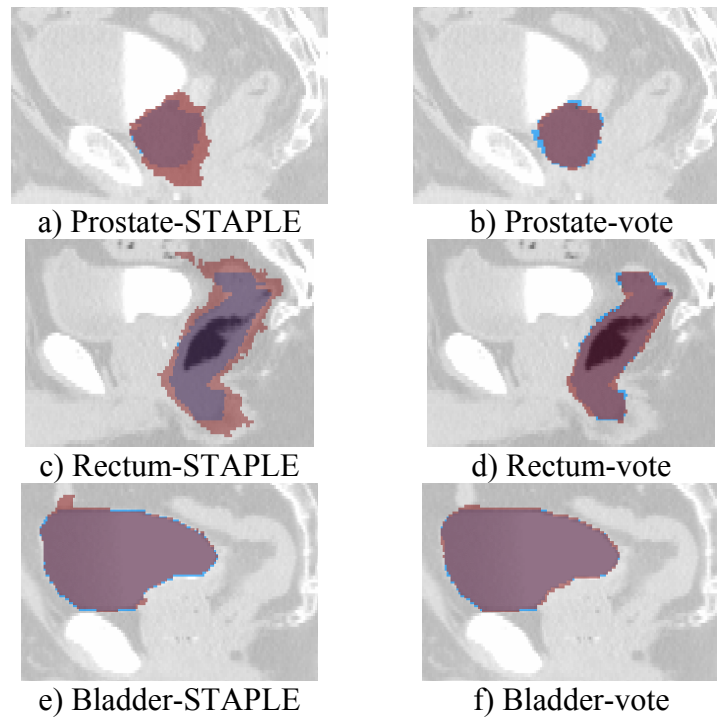 a) Prostate-STAPLE
b) Prostate-vote
c) Rectum-STAPLE
d) Rectum-vote
e) Bladder-STAPLE
f) Bladder-vote